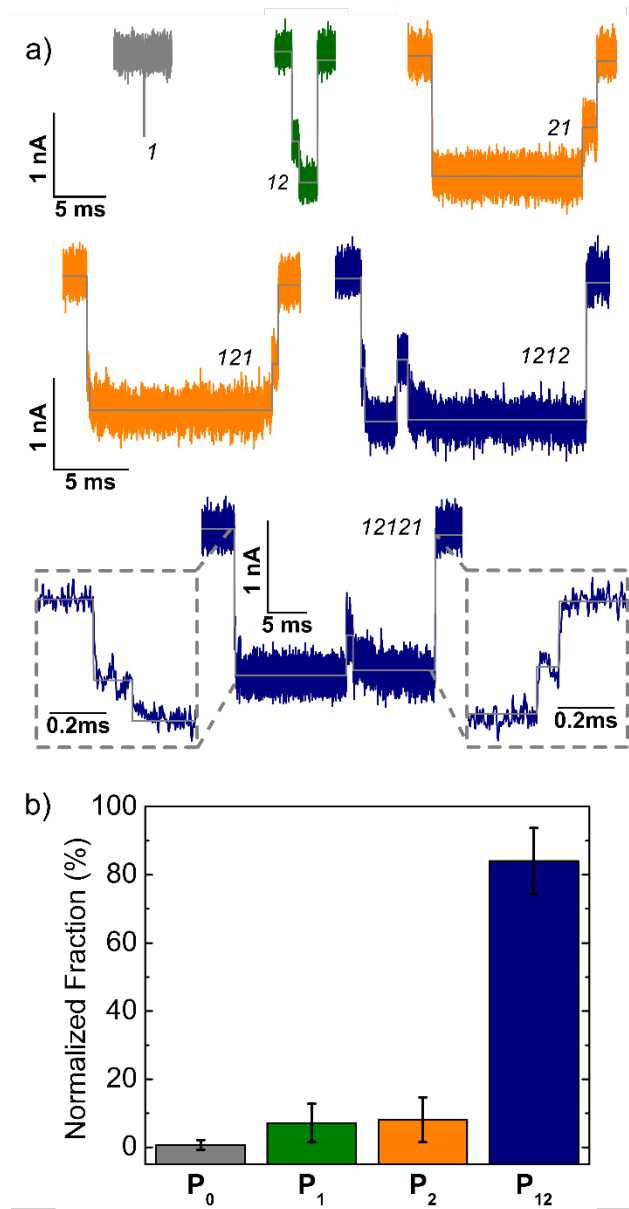 a)
1
12
21
1 nA
5 ms
121
1212
1 nA
5 ms
12121
1 nA
5 ms
0.2ms
0.2ms
b)
Normalized Fraction (%)
100
80
60
40
20
0
P₀
P₁
P₂
P₁₂